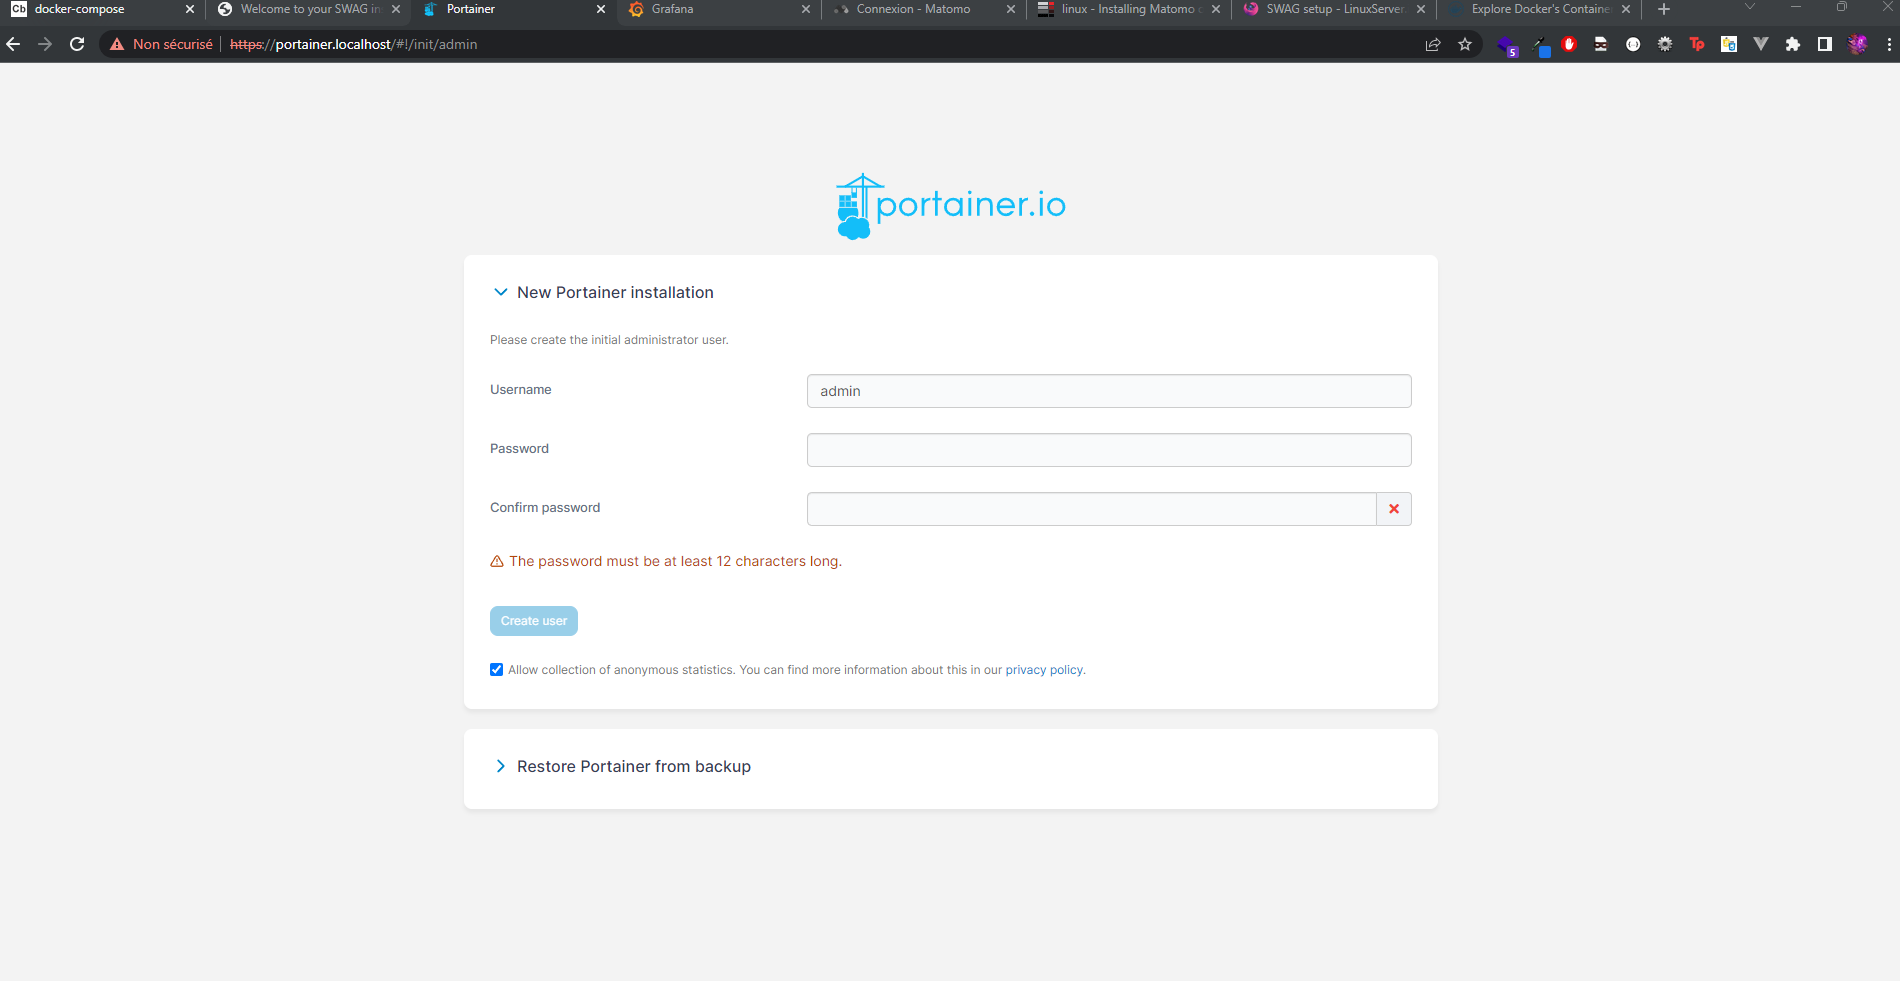 Cb docker-compose
Welcome to your SWAG in
Portainer
Grafana
Connexion - Matomo
linux - Installing Matomo
SWAG setup - LinuxServer.
Explore Docker's Containe
Non sécurisé
https://portainer.localhost/#!/init/admin
5
Tp
portainer.io
New Portainer installation
Please create the initial administrator user.
Username
admin
Password
Confirm password
The password must be at least 12 characters long.
Create user
Allow collection of anonymous statistics. You can find more information about this in our privacy policy.
Restore Portainer from backup